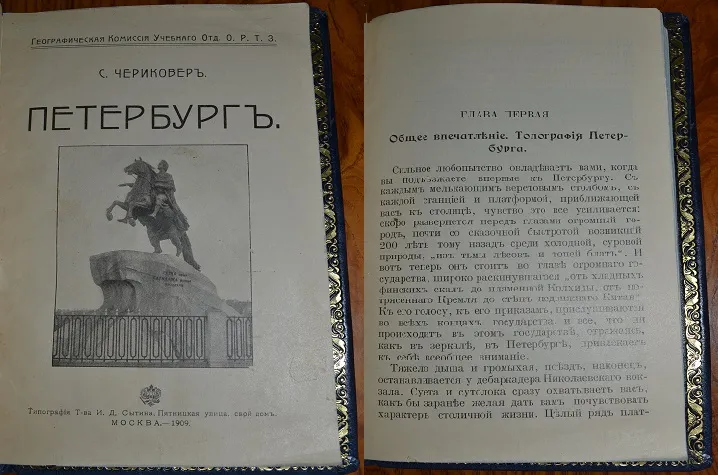 Географическая Комиссія Учебнаго Отд. О. Р. Т. З.
С. ЧЕРИКОВЕРЪ.
ПЕТЕРБУРГЪ.
Типографія Т-ва И. Д. Сытина, Пятницкая улица, свой домъ.
МОСКВА.—1909.
ГЛАВА ПЕРВАЯ
Общее впечатлѣніе. Топографія Петер-
бурга.
Сильное любопытство овладѣваетъ вами, когда
вы подъѣзжаете впервые къ Петербургу. Съ
каждымъ мелькающимъ верстовымъ столбомъ, съ
каждой станціей и платформой, приближающей
васъ къ столицѣ, чувство это все усиливается:
скоро развернется передъ глазами огромный го-
родъ, почти со сказочной быстротой возникшій
200 лѣтъ тому назадъ среди холодной, суровой
природы, „изъ тьмы лѣсовъ и топей блатъ". И
вотъ теперь онъ стоитъ во главѣ огромнаго го-
сударства, широко раскинувшагося „отъ хладныхъ
финскихъ скалъ до пламенной Колхиды, отъ по-
трясеннаго Кремля до стѣнъ недвижнаго Китая"
Къ его голосу, къ его приказамъ, прислушиваются
во всѣхъ концахъ государства и все, что ни
происходитъ въ этомъ государствѣ, отражаясь,
какъ въ зеркалѣ, въ Петербургѣ, привлекаетъ
къ себѣ всеобщее вниманіе.
Тяжело дыша и громыхая, поѣздъ, наконецъ,
останавливается у дебаркадера Николаевскаго вок-
зала. Суета и сутолока сразу охватываетъ васъ,
какъ бы заранѣе желая дать вамъ почувствовать
характеръ столичной жизни. Цѣлый рядъ плат-